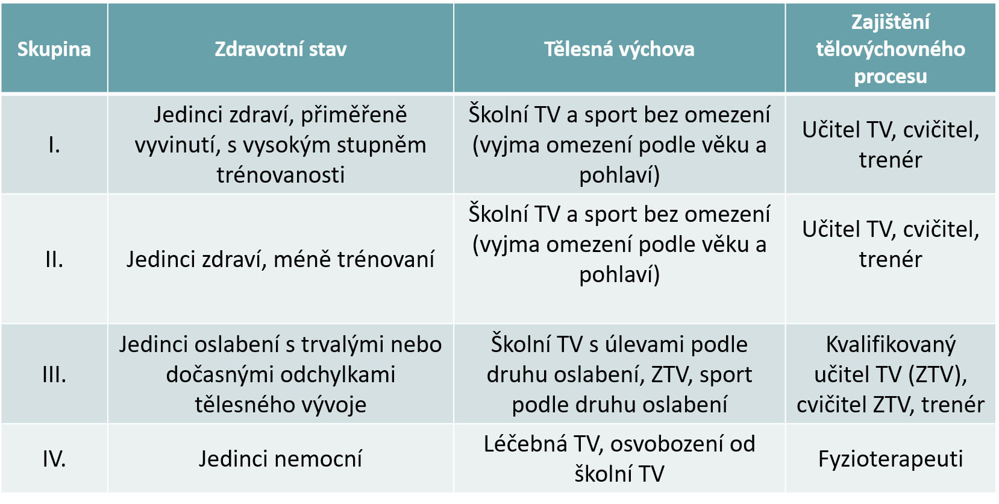 Skupina
Zdravotní stav
Tělesná výchova
Zajištění
tělovýchovného
procesu
I.
Jedinci zdraví, přiměřeně
vyvinutí, s vysokým stupněm
trénovanosti
Školní TV a sport bez omezení
(vyjma omezení podle věku a
pohlaví)
Učitel TV, cvičitel,
trenér
II.
Jedinci zdraví, méně trénovaní
Školní TV a sport bez omezení
(vyjma omezení podle věku a
pohlaví)
Učitel TV, cvičitel,
trenér
III.
Jedinci oslabení s trvalými nebo
dočasnými odchylkami
tělesného vývoje
Školní TV s úlevami podle
druhu oslabení, ZTV, sport
podle druhu oslabení
Kvalifikovaný
učitel TV (ZTV),
cvičitel ZTV, trenér
IV.
Jedinci nemocní
Léčebná TV, osvobození od
školní TV
Fyzioterapeuti